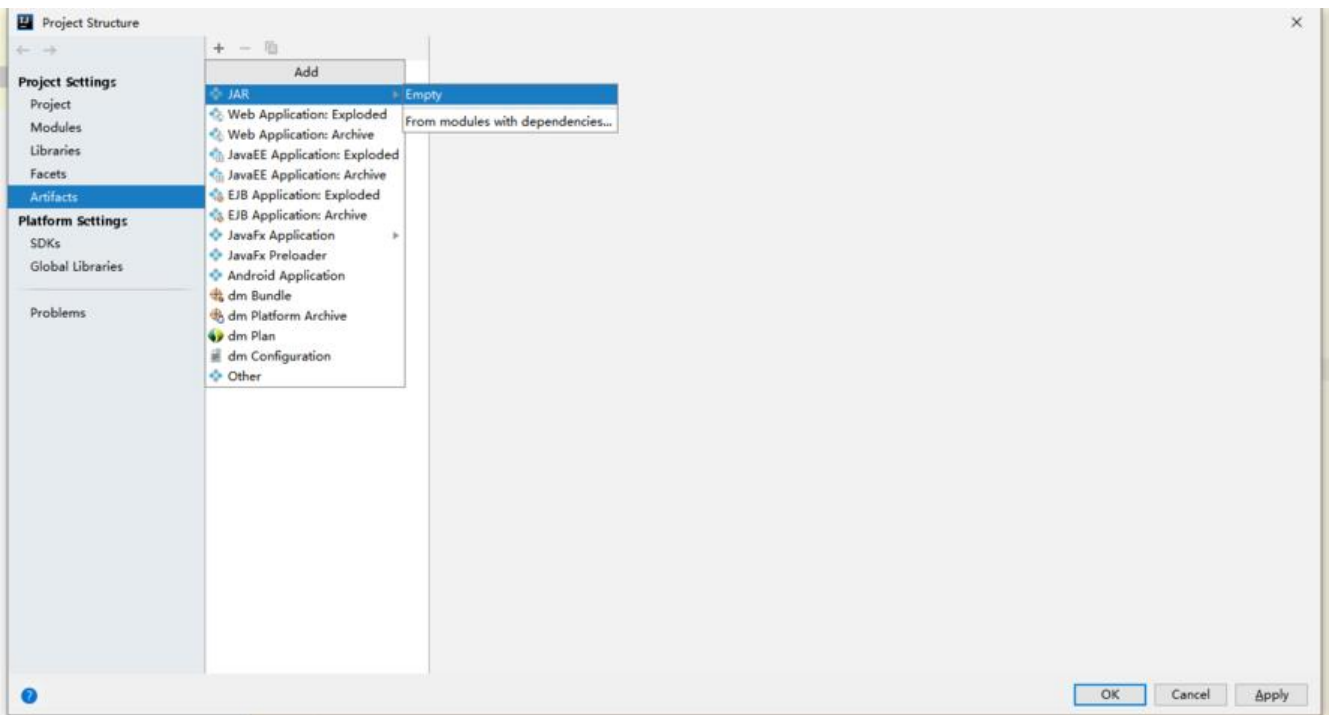 Project Structure
Project Settings
Project
Modules
Libraries
Facets
Artifacts
Platform Settings
SDKs
Global Libraries
Problems
Add
JAR
Web Application: Exploded
Web Application: Archive
JavaEE Application: Exploded
JavaEE Application: Archive
EJB Application: Exploded
EJB Application: Archive
JavaFx Application
JavaFx Preloader
Android Application
dm Bundle
dm Platform Archive
dm Plan
dm Configuration
Other
Empty
From modules with dependencies...
OK
Cancel
Apply